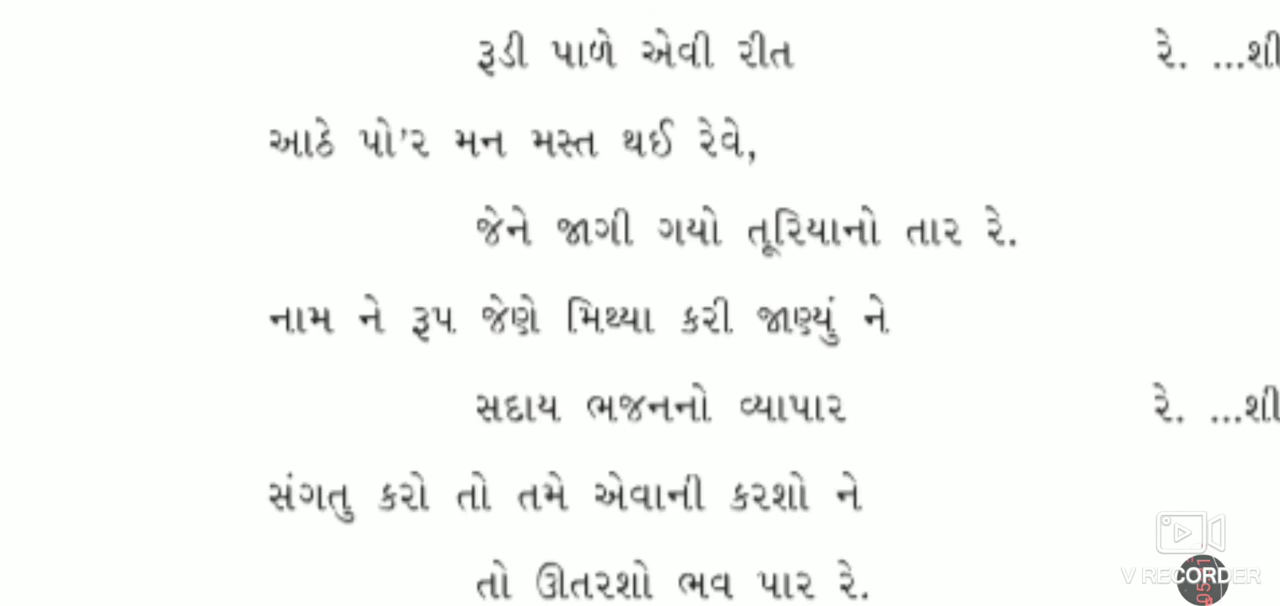 રૂડી પાળે એવી રીત રે. ...શી
આઠે પો'ર મન મસ્ત થઈ રેવે,
જેને જાગી ગયો તૂરિયાનો તાર રે.
નામ ને રૂપ જેણે મિથ્યા કરી જાણ્યું ને
સદાય ભજનનો વ્યાપાર રે. ...શી
સંગતુ કરો તો તમે એવાની કરશો ને
તો ઊતરશો ભવ પાર રે.
V RECORDER